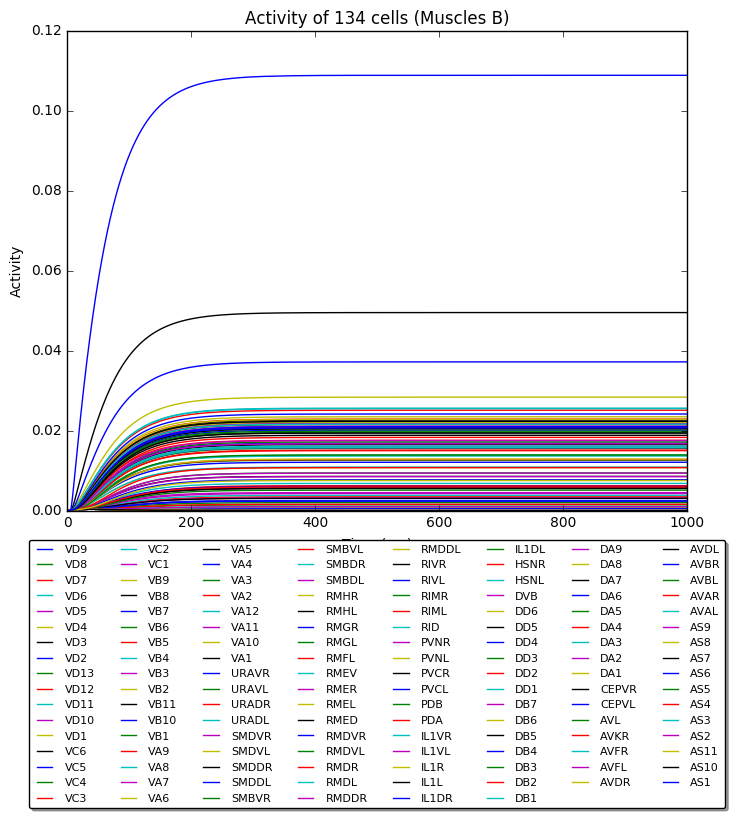 Activity of 134 cells (Muscles B)
0.12
0.10
0.08
0.06
0.04
0.02
0.00
Activity
0
200
400
600
800
1000
VD9
VD8
VD7
VD6
VD5
VD4
VD3
VD2
VD13
VD12
VD11
VD10
VD1
VC6
VC5
VC4
VC3
VC2
VC1
VB9
VB8
VB7
VB6
VB5
VB4
VB3
VB2
VB11
VB10
VB1
VA9
VA8
VA7
VA6
VA5
VA4
VA3
VA2
VA12
VA11
VA10
VA1
URAVR
URAVL
URADR
URADL
SMDVR
SMDVL
SMDDR
SMDDL
SMBVR
SMBVL
SMBDR
SMBDL
RMHR
RMHL
RMGR
RMGL
RMFL
RMEV
RMER
RMEL
RMED
RMDVR
RMDVL
RMDR
RMDL
RMDDR
RMDDL
RIVR
RIVL
RIMR
RIML
RID
PVNR
PVNL
PVCR
PVCL
PDB
PDA
IL1VR
IL1VL
IL1R
IL1L
IL1DR
IL1DL
HSNR
HSNL
DVB
DD6
DD5
DD4
DD3
DD2
DD1
DB7
DB6
DB5
DB4
DB3
DB2
DB1
DA9
DA8
DA7
DA6
DA5
DA4
DA3
DA2
DA1
CEPVR
CEPVL
AVL
AVKR
AVFR
AVFL
AVDR
AVDL
AVBR
AVBL
AVAR
AVAL
AS9
AS8
AS7
AS6
AS5
AS4
AS3
AS2
AS11
AS10
AS1